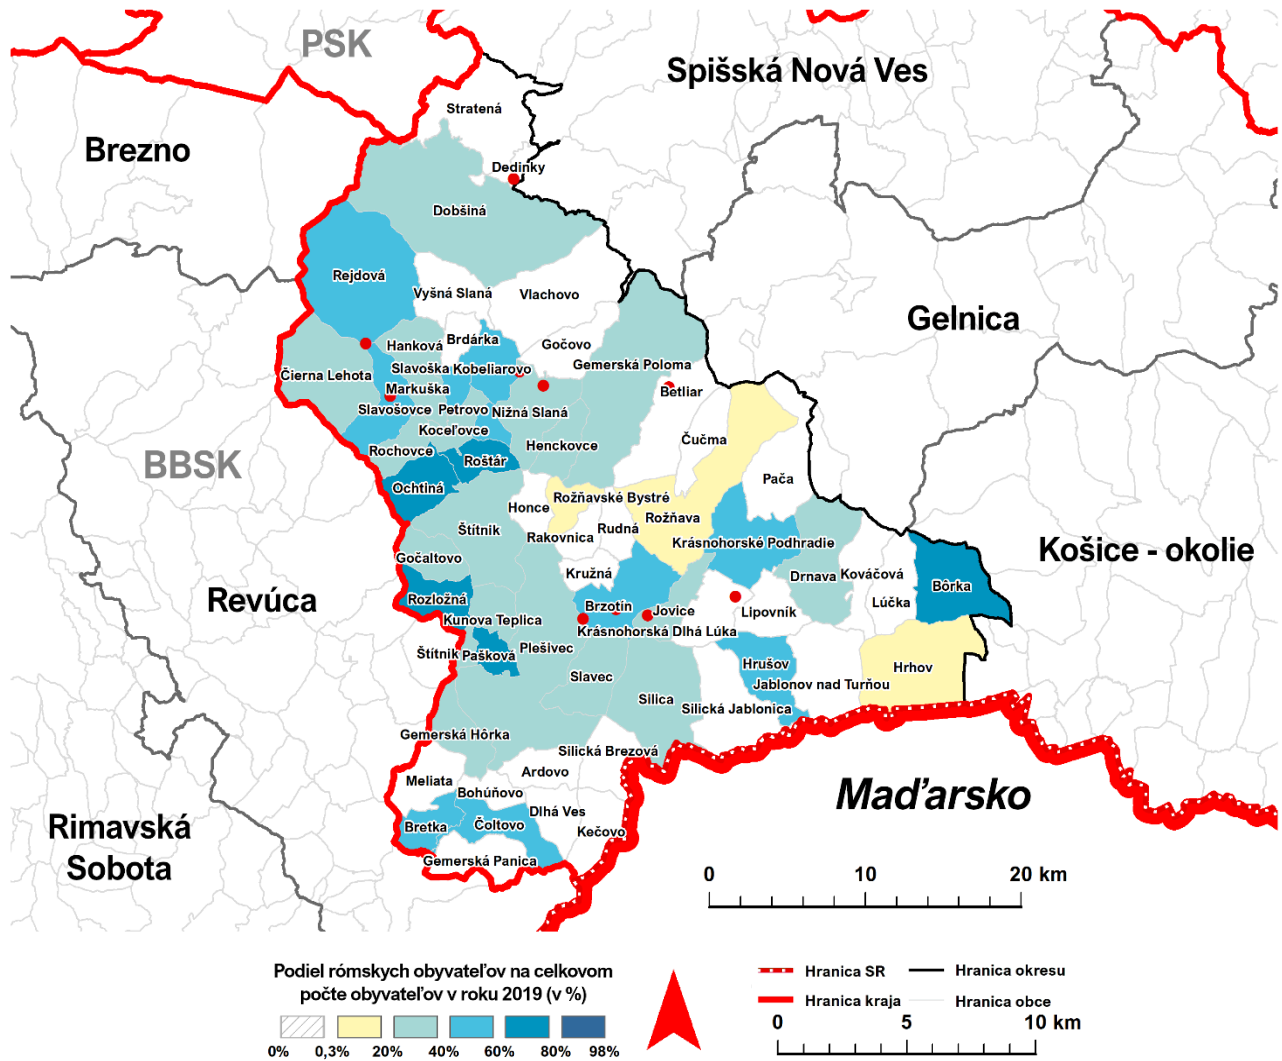 PSK
Spišská Nová Ves
Stratená
Brezno
Dedinky
Dobšiná
Rejdová
Vyšná Slaná
Vlachovo
Gelnica
Brdárka
Hanková
Gočovo
Slavoška
Kobeliarovo
Gemerská Poloma
Čierna Lehota
Markuška
Betliar
Slavošovce
Petrovo
Nižná Slaná
Koceľovce
Čučma
Henckovce
Rochovce
BBSK
Roštár
Pača
Ochtiná
Rožňavské Bystré
Honce
Rožňava
Štítnik
Rudná
Rakovnica
Krásnohorské Podhradie
Košice - okolie
Gočaltovo
Kružná
Drnava
Kováčová
Bôrka
Revúca
Rozložná
Lúčka
Brzotín
Jovice
Lipovník
Kunova Teplica
Krásnohorská Dlhá Lúka
Plešivec
Štítnik
Pašková
Hrušov
Hrhov
Slavec
Jablonov nad Turňou
Silica
Silická Jablonica
Gemerská Hôrka
Silická Brezová
Ardovo
Meliata
Bohúňovo
Maďarsko
Dlhá Ves
Rimavská
Sobota
Bretka
Čoltovo
Kečovo
Gemerská Panica
0 10 20 km
Podiel rómskych obyvateľov na celkovom
počte obyvateľov v roku 2019 (v %)
0% 0,3% 20% 40% 60% 80% 98%
Hranica SR
Hranica okresu
Hranica kraja
Hranica obce
0 5 10 km